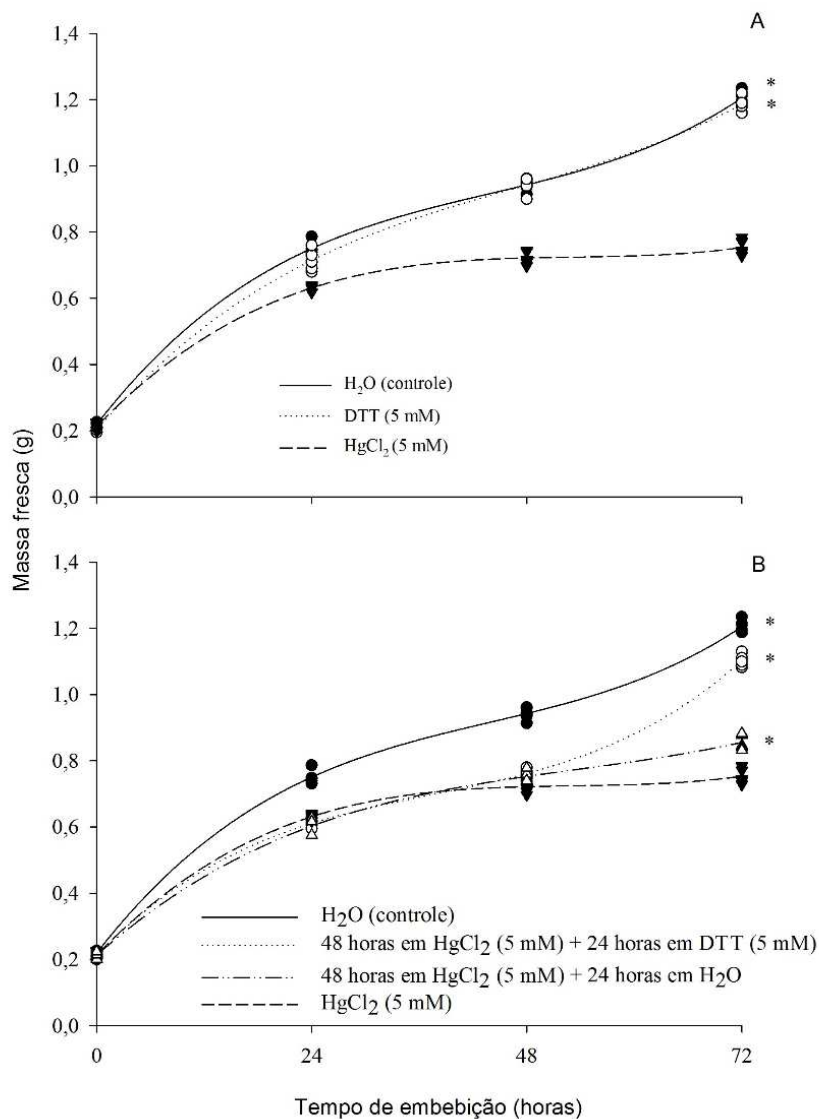 A
1,4
1,2
1,0
0,8
0,6
0,4
0,2
0,0
*
*
H₂O (controle)
DTT (5 mM)
HgCl₂ (5 mM)
Massa fresca (g)
B
1,4
1,2
1,0
0,8
0,6
0,4
0,2
0,0
*
*
*
H₂O (controle)
48 horas em HgCl₂ (5 mM) + 24 horas em DTT (5 mM)
48 horas em HgCl₂ (5 mM) + 24 horas em H₂O
HgCl₂ (5 mM)
0 24 48 72
Tempo de embebição (horas)